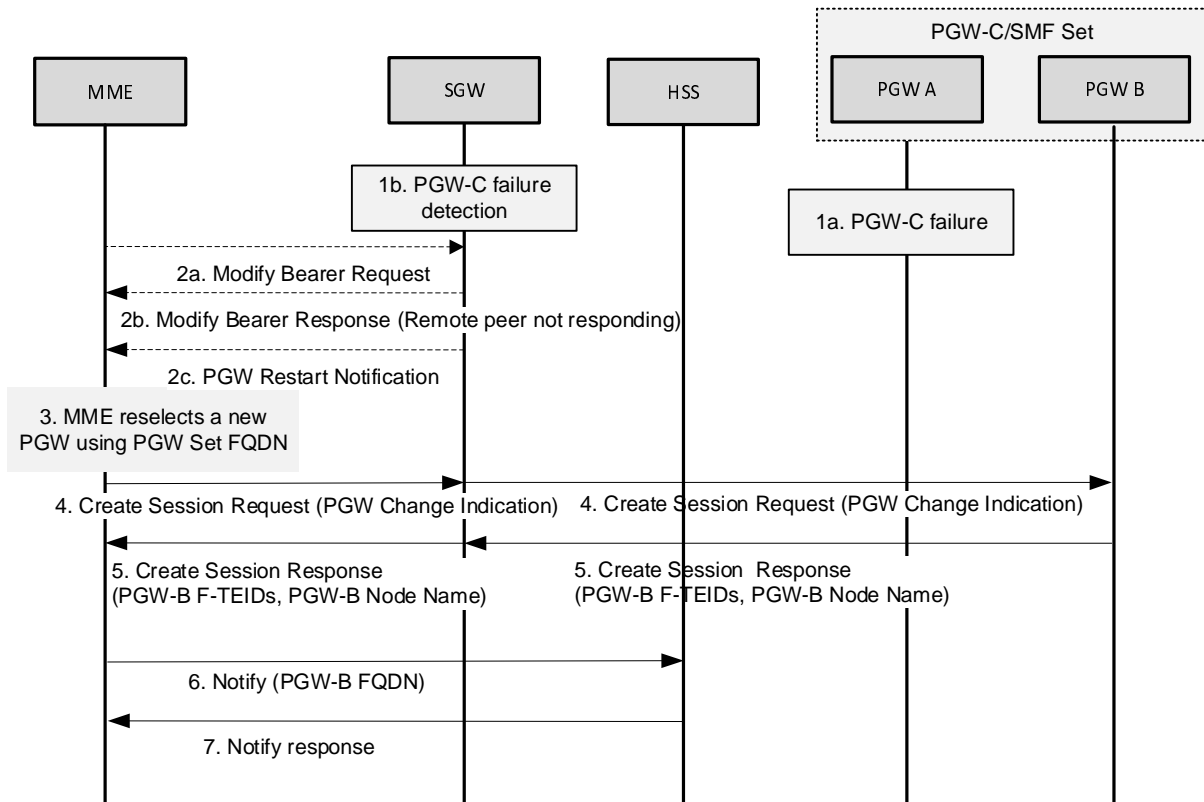 PGW-C/SMF Set
MME
SGW
HSS
PGW A
PGW B
1b. PGW-C failure
detection
1a. PGW-C failure
2a. Modify Bearer Request
2b. Modify Bearer Response (Remote peer not responding)
2c. PGW Restart Notification
3. MME reselects a new
PGW using PGW Set FQDN
4. Create Session Request (PGW Change Indication)
4. Create Session Request (PGW Change Indication)
5. Create Session Response
(PGW-B F-TEIDs, PGW-B Node Name)
5. Create Session Response
(PGW-B F-TEIDs, PGW-B Node Name)
6. Notify (PGW-B FQDN)
7. Notify response